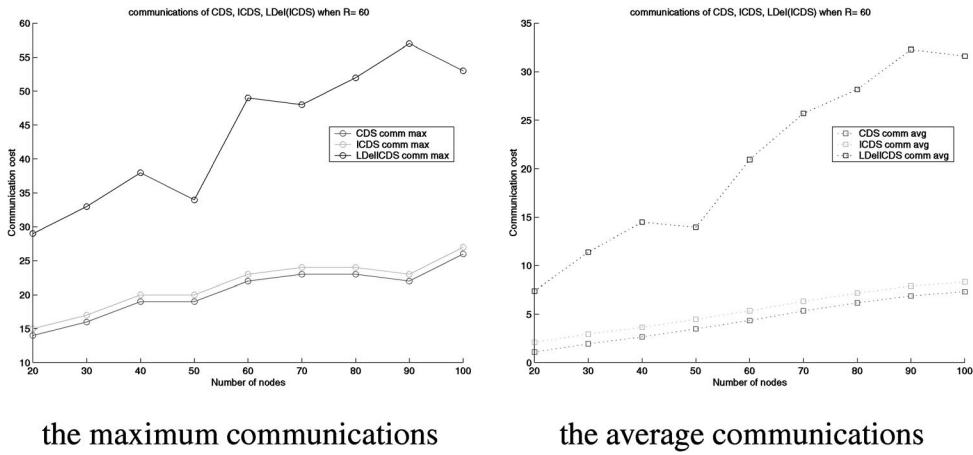 communications of CDS, ICDS, LDel(ICDS) when R= 60
60
55
50
45
40
35
30
25
20
15
10
Communication cost
CDS comm max
ICDS comm max
LDelICDS comm max
20 30 40 50 60 70 80 90 100
Number of nodes
the maximum communications
communications of CDS, ICDS, LDel(ICDS) when R= 60
35
30
25
20
15
10
5
0
Communication cost
CDS comm avg
ICDS comm avg
LDelICDS comm avg
20 30 40 50 60 70 80 90 100
Number of nodes
the average communications